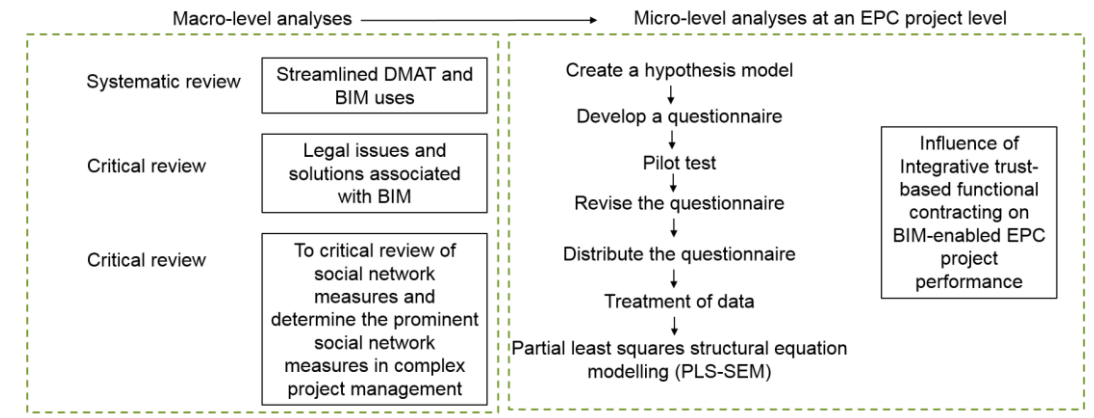 Macro-level analyses
Micro-level analyses at an EPC project level
Systematic review
Streamlined DMAT and
BIM uses
Critical review
Legal issues and
solutions associated
with BIM
Critical review
To critical review of
social network
measures and
determine the prominent
social network
measures in complex
project management
Create a hypothesis model
Develop a questionnaire
Pilot test
Revise the questionnaire
Distribute the questionnaire
Treatment of data
Partial least squares structural equation
modelling (PLS-SEM)
Influence of
Integrative trust-
based functional
contracting on
BIM-enabled EPC
project
performance